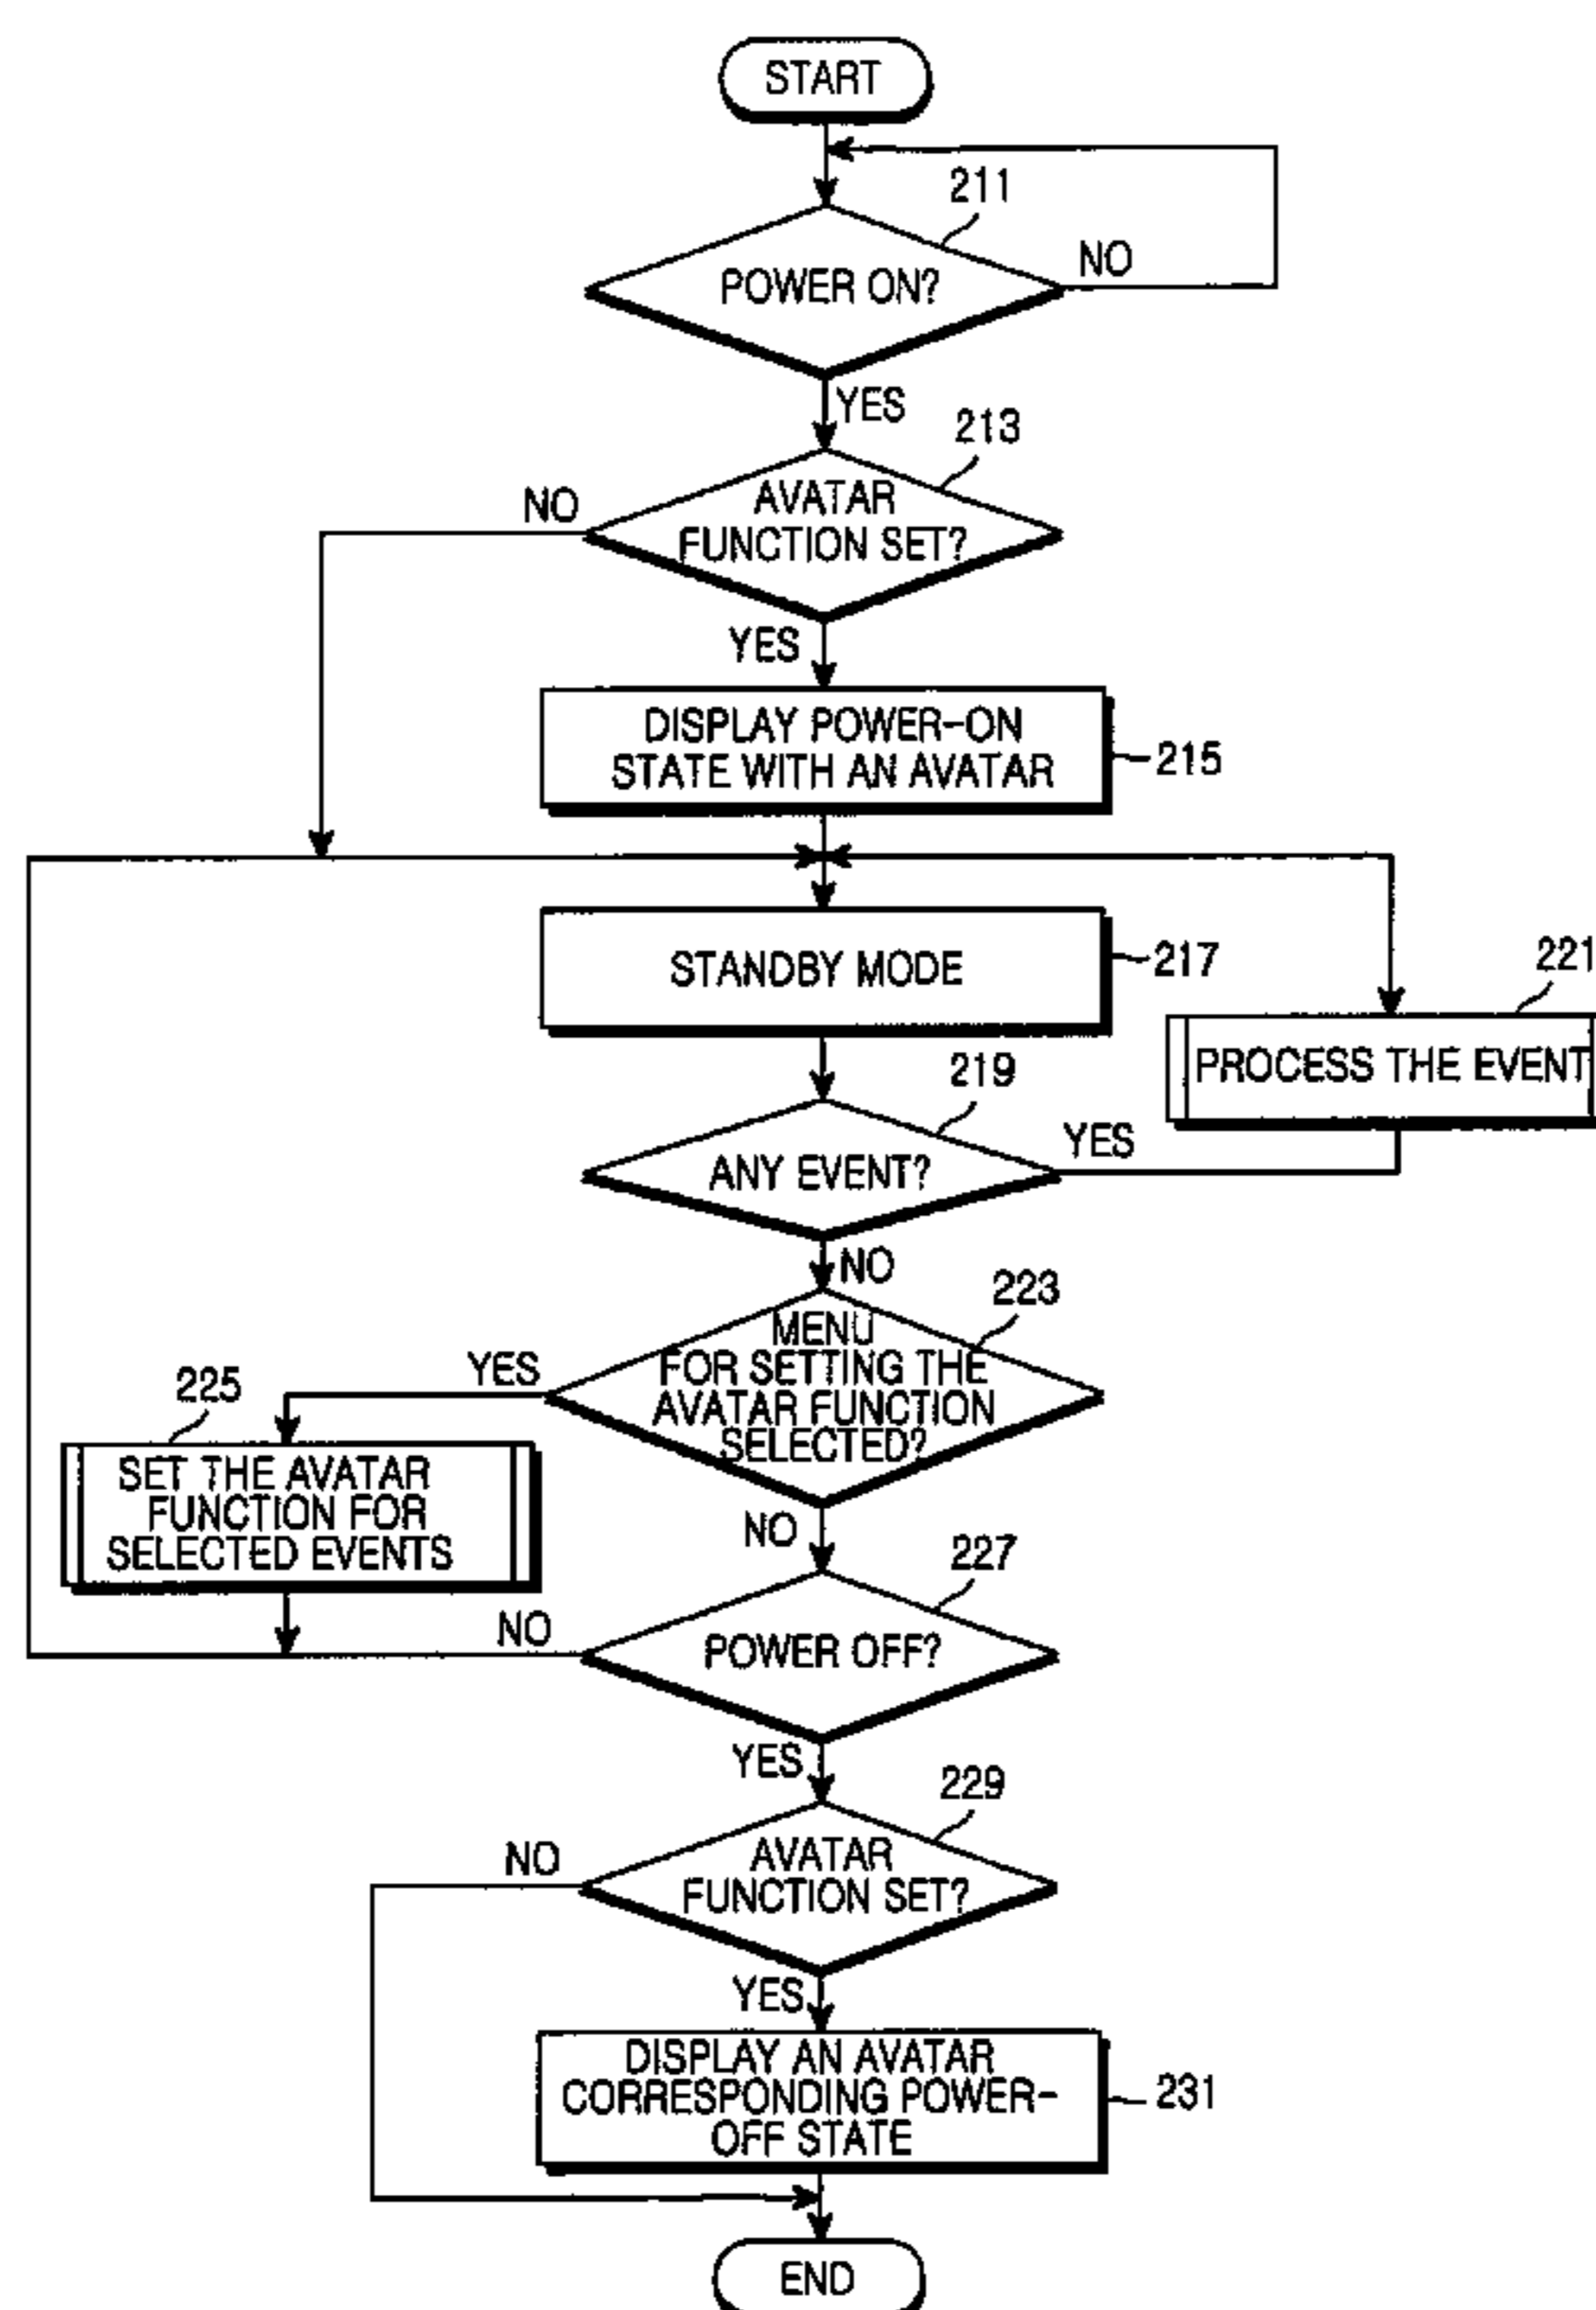 START
211
POWER ON?
NO
YES
213
AVATAR
FUNCTION SET?
NO
YES
DISPLAY POWER-ON
STATE WITH AN AVATAR
215
STANDBY MODE
217
221
PROCESS THE EVENT
219
ANY EVENT?
YES
NO
223
MENU
FOR SETTING THE
AVATAR FUNCTION
SELECTED?
YES
225
SET THE AVATAR
FUNCTION FOR
SELECTED EVENTS
NO
227
POWER OFF?
NO
YES
229
AVATAR
FUNCTION SET?
NO
YES
DISPLAY AN AVATAR
CORRESPONDING POWER-
OFF STATE
231
END